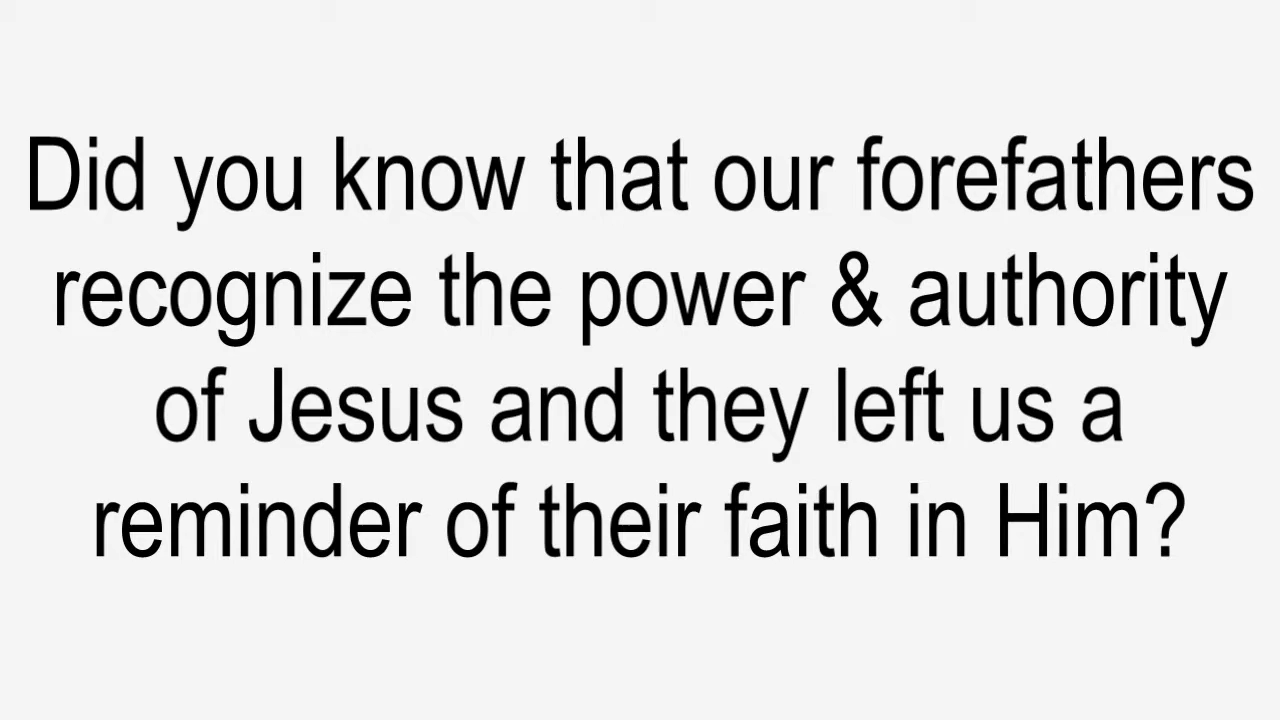 Did you know that our forefathers
recognize the power & authority
of Jesus and they left us a
reminder of their faith in Him?